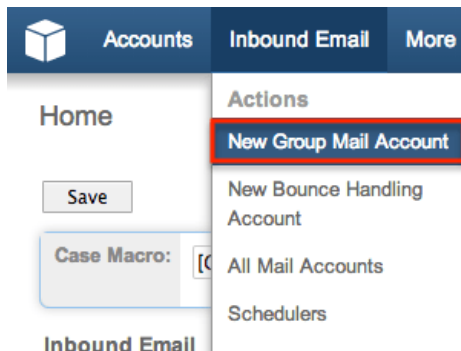 Accounts Inbound Email More
Home
Actions
New Group Mail Account
Save
New Bounce Handling
Account
Case Macro:
All Mail Accounts
Schedulers
Inbound Email